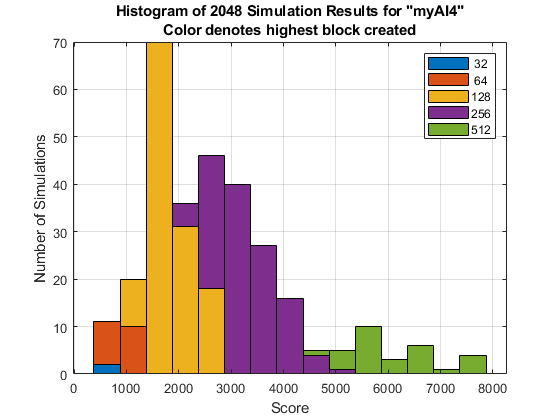 Histogram of 2048 Simulation Results for "myAI4"
Color denotes highest block created
70
60
50
40
30
20
10
0
Number of Simulations
32
64
128
256
512
0 1000 2000 3000 4000 5000 6000 7000 8000
Score